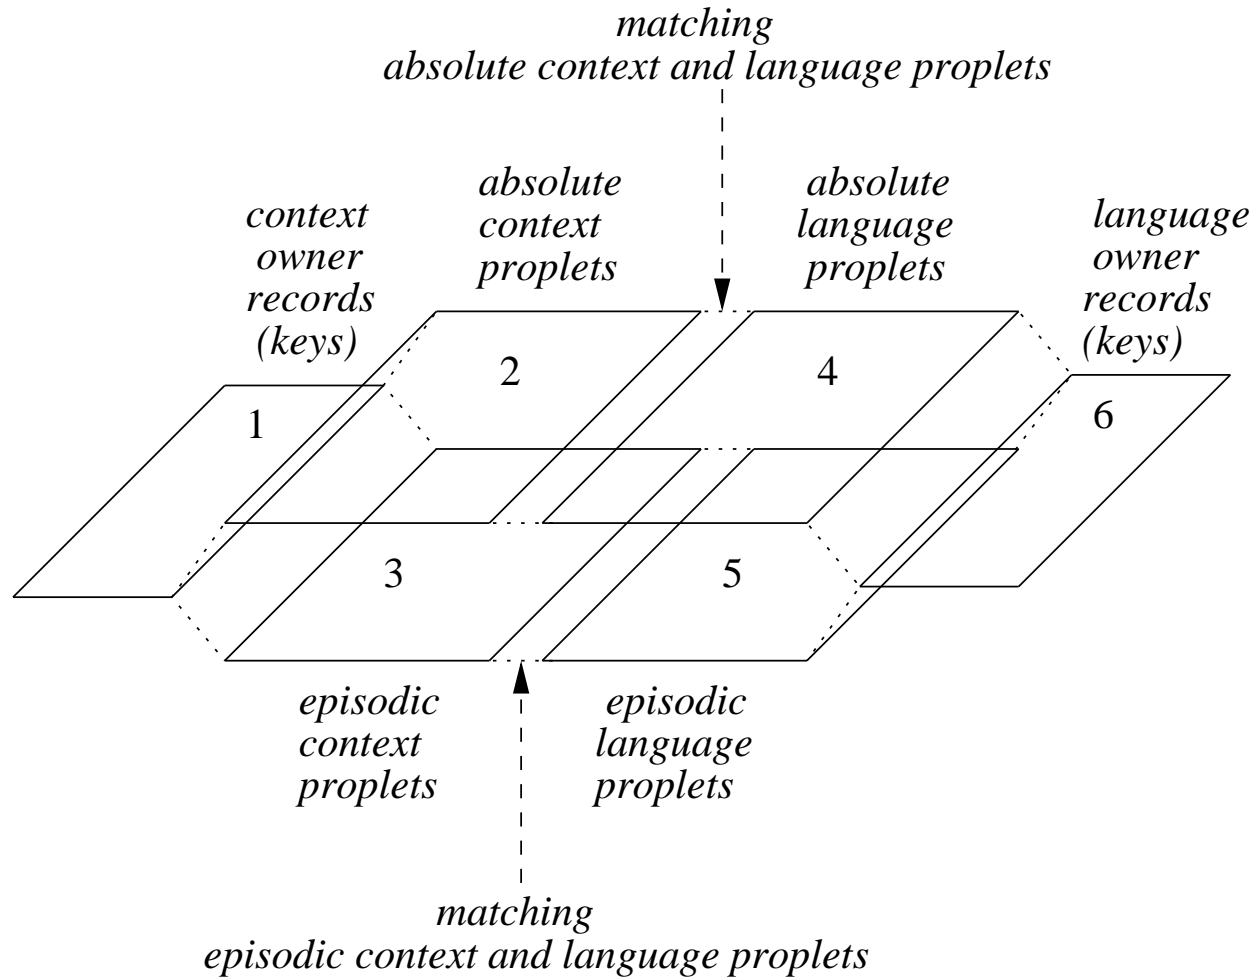 matching
absolute context and language proplets
context
owner
records
(keys)
absolute
context
proplets
absolute
language
proplets
language
owner
records
(keys)
1
2
4
6
3
5
episodic
context
proplets
episodic
language
proplets
matching
episodic context and language proplets